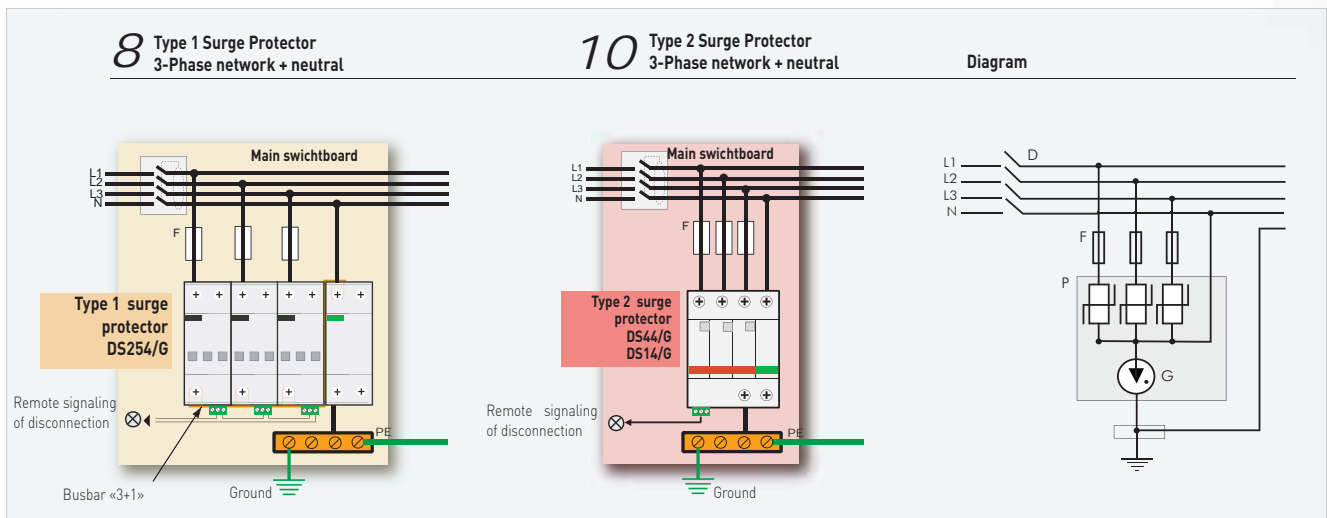 8 Type 1 Surge Protector
3-Phase network + neutral
10 Type 2 Surge Protector
3-Phase network + neutral
Diagram
Main swichtboard
L1
L2
L3
N
F
Type 1 surge
protector
DS254/G
Remote signaling
of disconnection
PE
Busbar «3+1»
Ground
Main swichtboard
L1
L2
L3
N
F
Type 2 surge
protector
DS44/G
DS14/G
Remote signaling
of disconnection
PE
Ground
L1
D
L2
L3
N
F
P
G